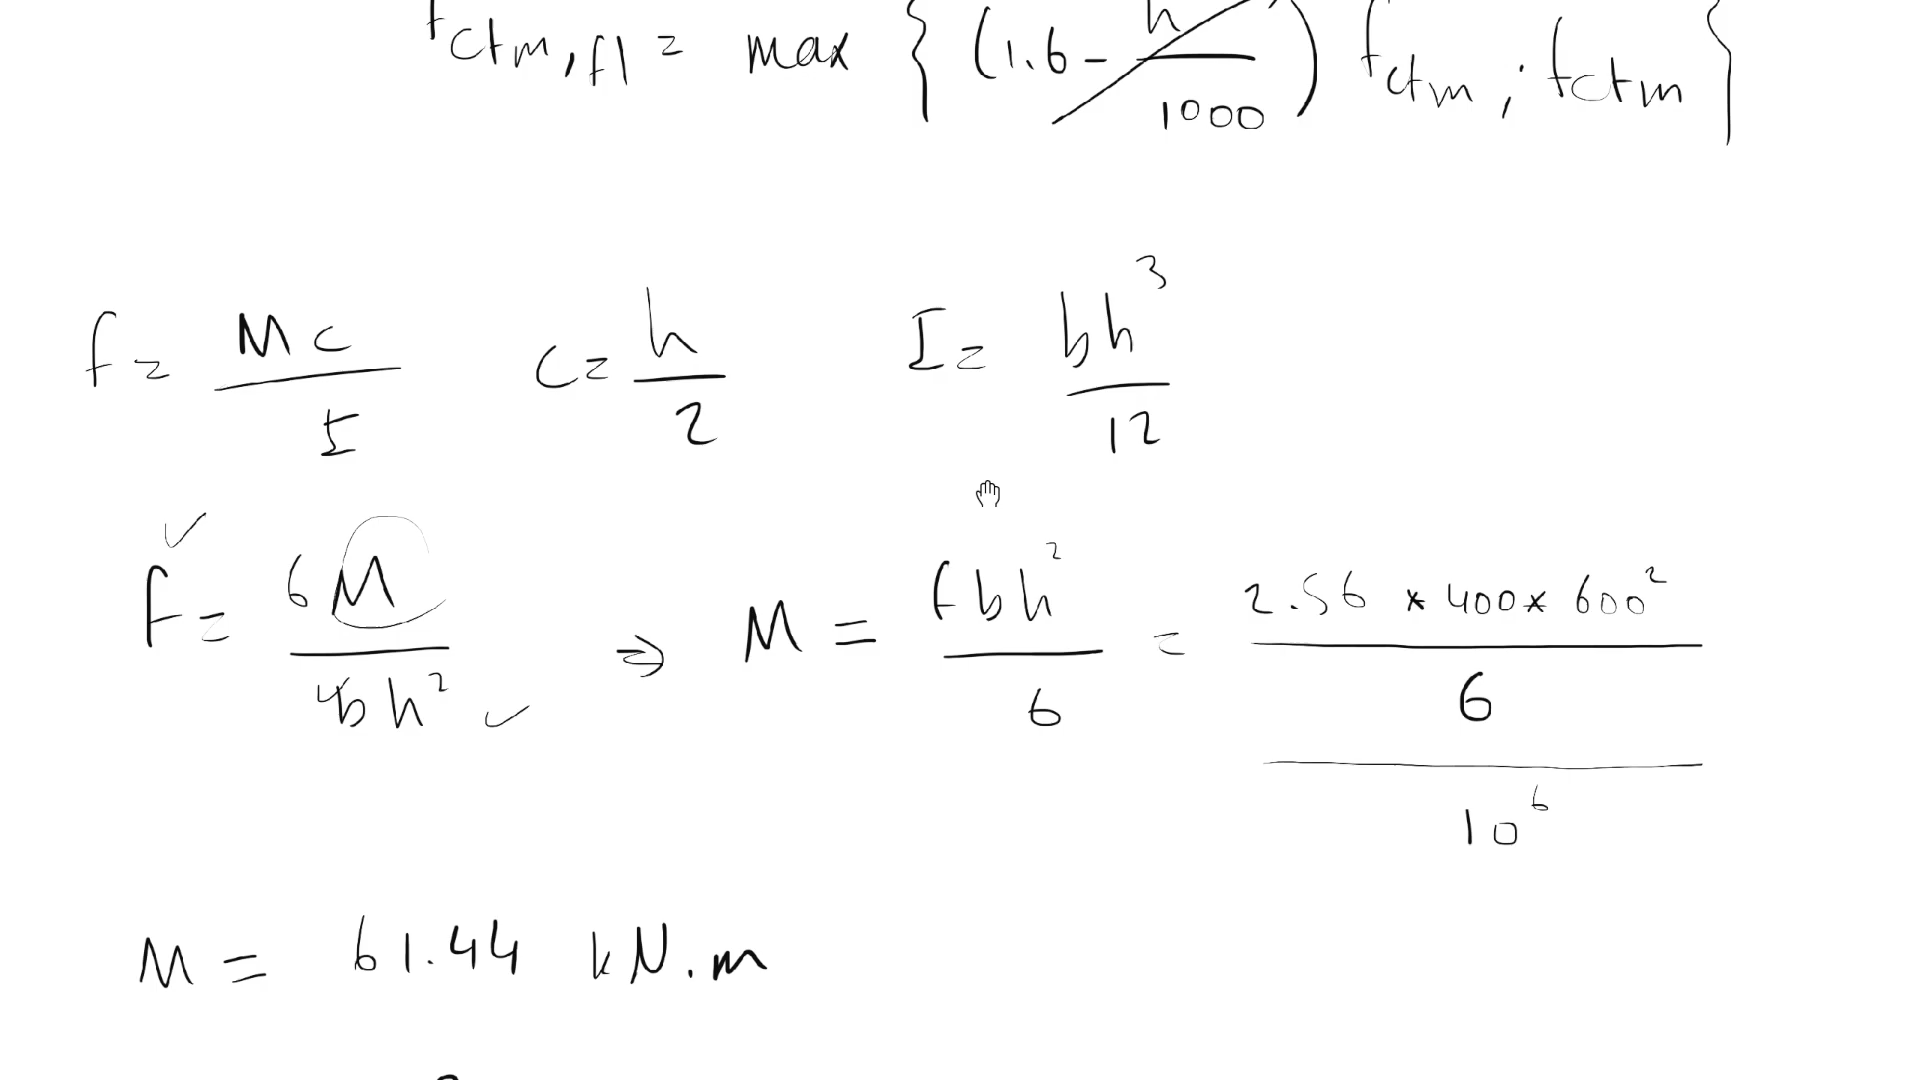 fctm,fl = max { (1.6 - h/1000) fctm ; fctm }
f = Mc/I c = h/2 I = bh³/12
f = 6M/bh² ⇒ M = fbh²/6 = 2.56 * 400 * 600²/6/10⁶
M = 61.44 kN.m